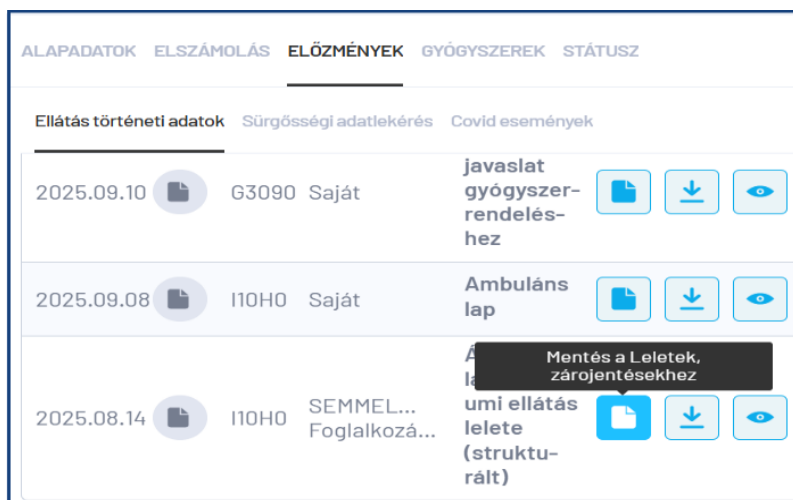 ALAPADATOK ELSZÁMOLÁS ELŐZMÉNYEK GYÓGYSZEREK STÁTUSZ
Ellátás történeti adatok Sürgősségi adatlekérés Covid események
javaslat
gyógyszer-
rendelés-
hez
2025.09.10 G3090 Saját
Ambuláns
lap
2025.09.08 I10H0 Saját
Mentés a Leletek,
zárojentésekhez
umi ellátás
lelete
(struktu-
rált)
2025.08.14 I10H0 SEMMEL...
Foglalkozá...